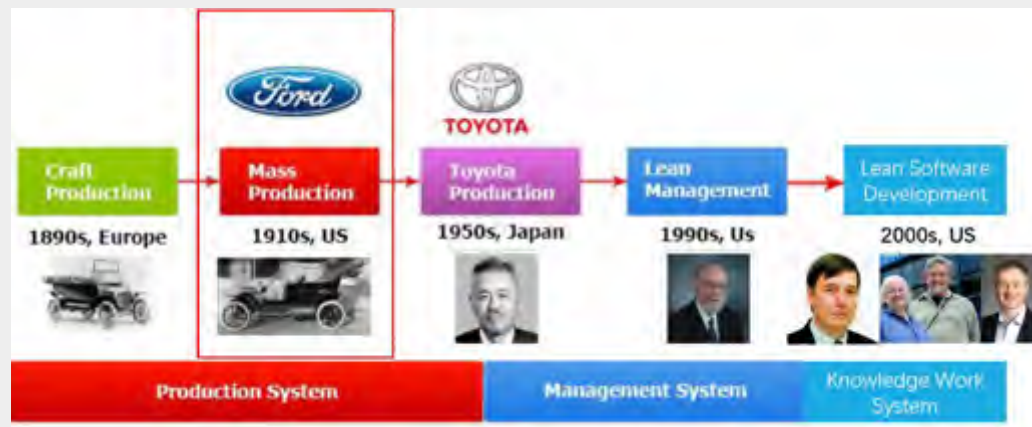 Ford
TOYOTA
Craft
Production
Mass
Production
Toyota
Production
Lean
Management
Lean Software
Development
1890s, Europe
1910s, US
1950s, Japan
1990s, Us
2000s, US
Production System
Management System
Knowledge Work
System